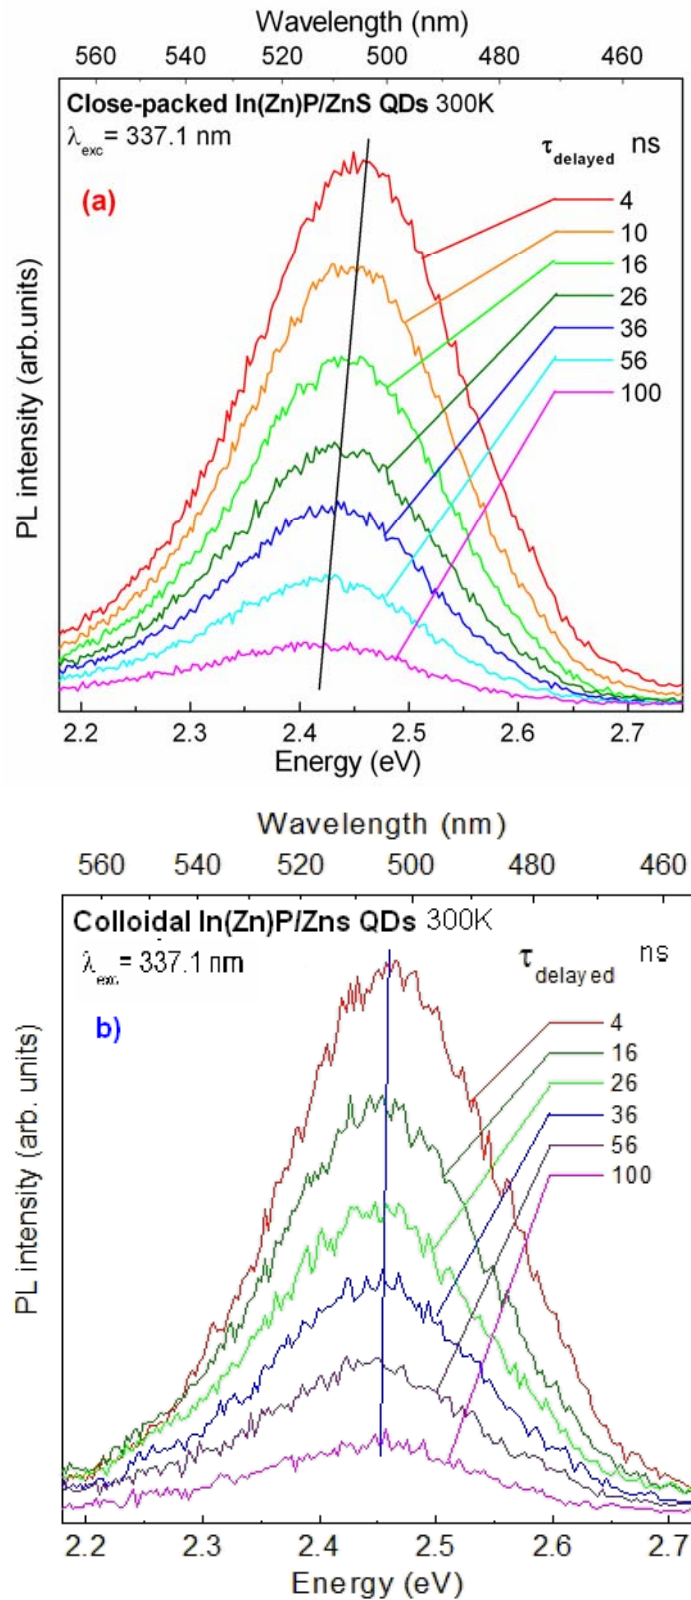 Wavelength (nm)
560 540 520 500 480 460
Close-packed In(Zn)P/ZnS QDs 300K
λexc = 337.1 nm
τdelayed ns
(a)
4
10
16
26
36
56
100
PL intensity (arb.units)
2.2 2.3 2.4 2.5 2.6 2.7
Energy (eV)
Wavelength (nm)
560 540 520 500 480 460
Colloidal In(Zn)P/Zns QDs 300K
λexc = 337.1 nm
τdelayed ns
b)
4
16
26
36
56
100
PL intensity (arb. units)
2.2 2.3 2.4 2.5 2.6 2.7
Energy (eV)